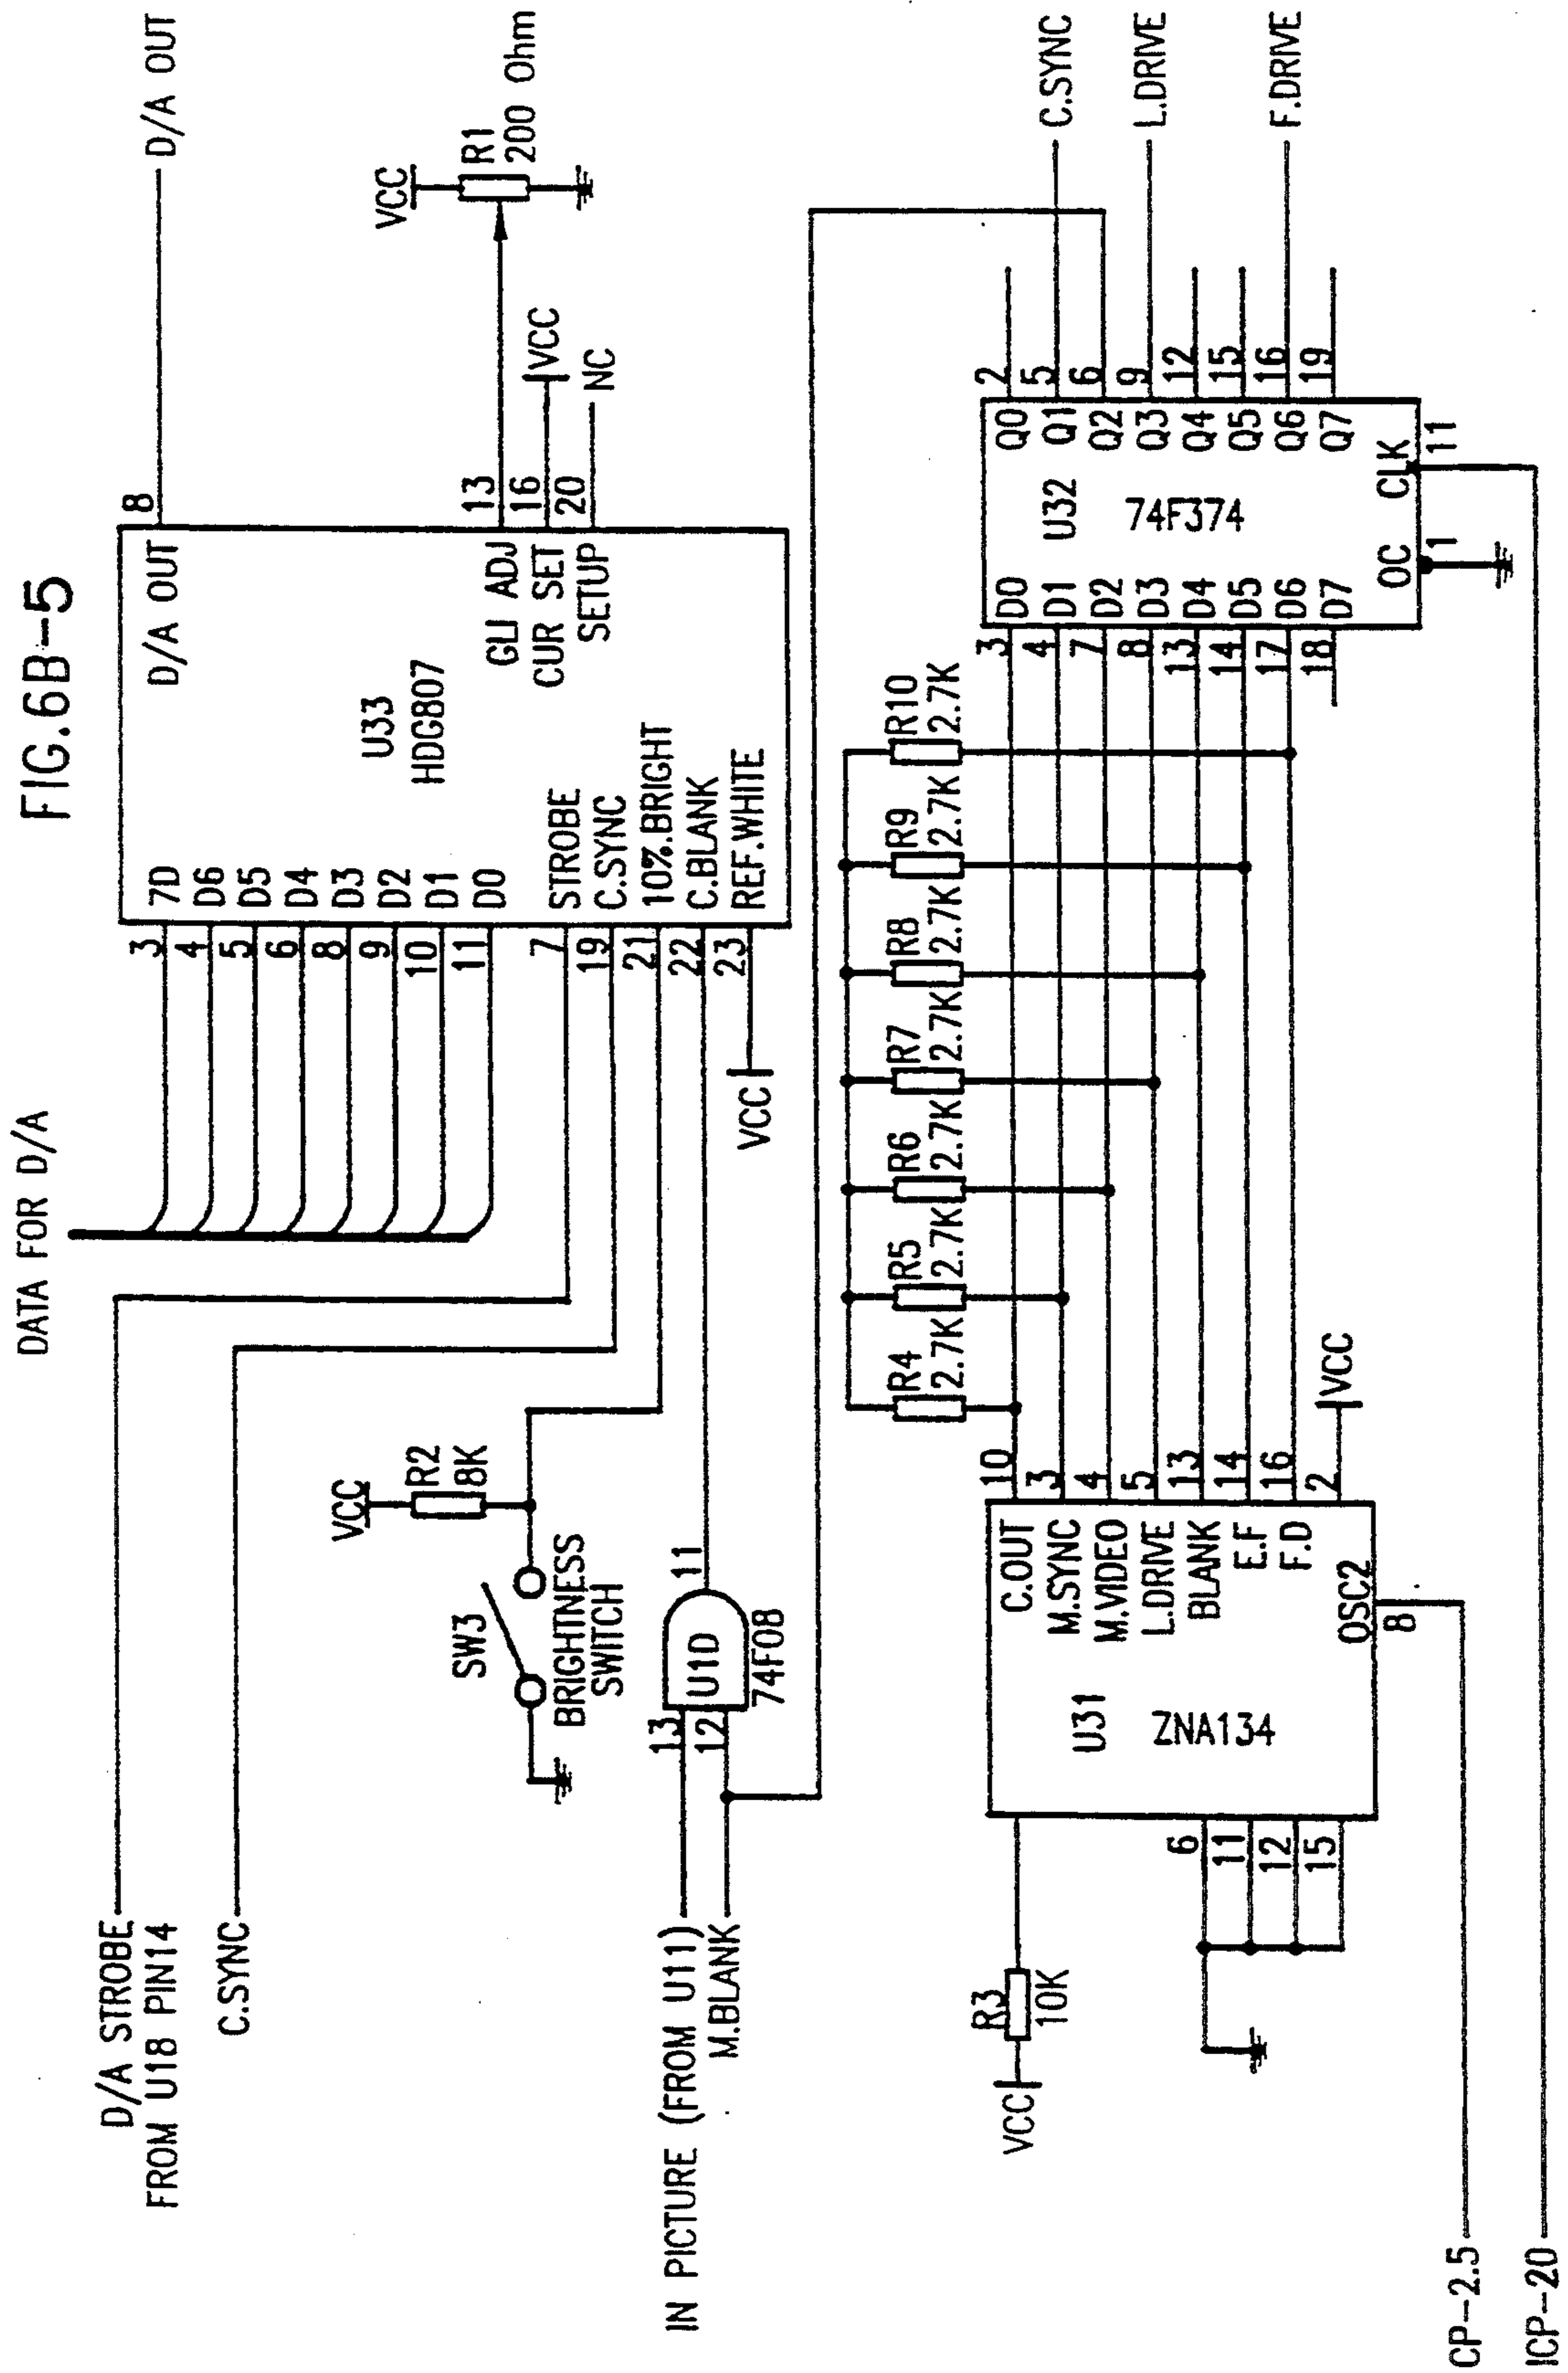 FIG.6B-5
DATA FOR D/A
D/A STROBE
FROM U18 PIN14
C.SYNC
3
4
5
6
8
9
10
11
7
19
21
22
23
7D
D6
D5
D4
D3
D2
D1
D0
STROBE
C.SYNC
10%.BRIGHT
C.BLANK
REF.WHITE
U33
HDG807
D/A OUT
GLI ADJ
CUR SET
SETUP
8
13
16
20
D/A OUT
VCC
R1
200 Ohm
VCC
NC
VCC
VCC
R2
8K
SW3
BRIGHTNESS
SWITCH
IN PICTURE (FROM U11)
M.BLANK
13
12
U1D
11
74F08
R4
2.7K
R5
2.7K
R6
2.7K
R7
2.7K
R8
2.7K
R9
2.7K
R10
2.7K
VCC
R3
10K
6
11
12
15
U31
ZNA134
C.OUT
M.SYNC
M.VIDEO
L.DRIVE
BLANK
E.F
F.D
OSC2
8
10
3
4
5
13
14
16
2
VCC
3
4
7
8
13
14
17
18
D0
D1
D2
D3
D4
D5
D6
D7
U32
74F374
OC
1
CLK
11
Q0
Q1
Q2
Q3
Q4
Q5
Q6
Q7
2
5
6
9
12
15
16
19
C.SYNC
L.DRIVE
F.DRIVE
CP-2.5
ICP-20